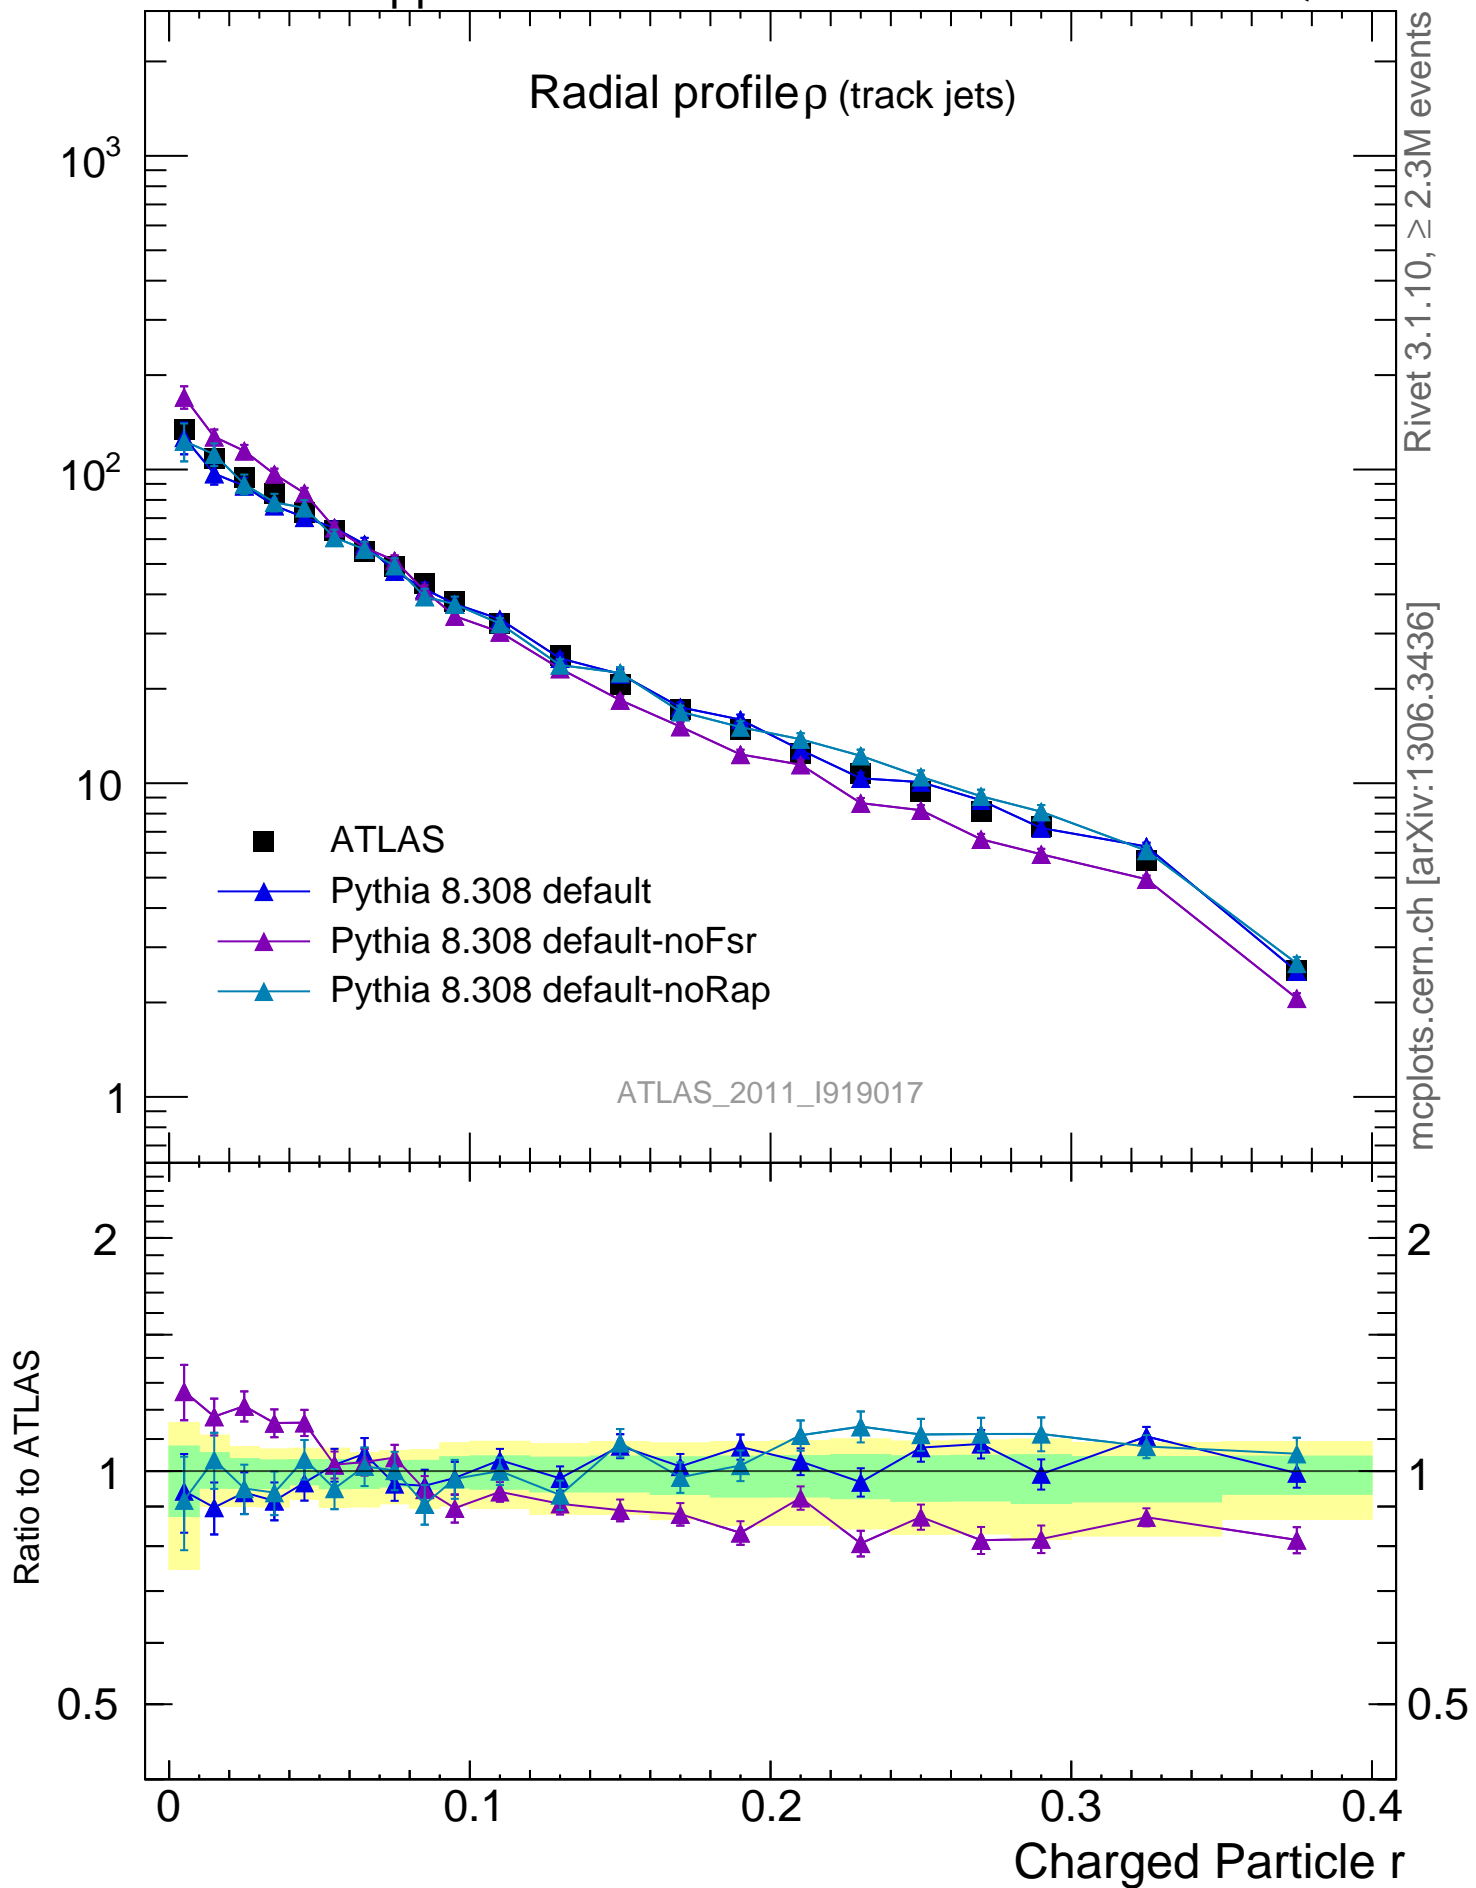 pp
Radial profile ρ (track jets)
10³
10²
10
1
ATLAS
Pythia 8.308 default
Pythia 8.308 default-noFsr
Pythia 8.308 default-noRap
ATLAS_2011_I919017
Rivet 3.1.10, ≥ 2.3M events
mcplots.cern.ch [arXiv:1306.3436]
Ratio to ATLAS
2
1
0.5
2
1
0.5
0 0.1 0.2 0.3 0.4
Charged Particle r